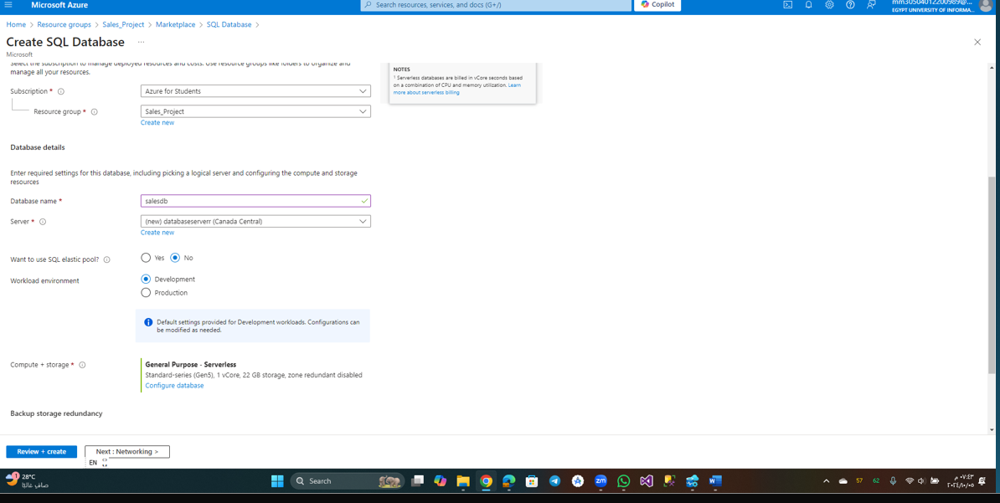 Microsoft Azure
Search resources, services, and docs (G+/)
Copilot
EGYPT UNIVERSITY OF INFORMA...
Home > Resource groups > Sales_Project > Marketplace > SQL Database >
Create SQL Database ...
Microsoft
Select the subscription to manage deployed resources and costs. Use resource groups like folders to organize and
manage all your resources.
NOTES
1 Serverless databases are billed in vCore seconds based
on a combination of CPU and memory utilization. Learn
more about serverless billing
Subscription *
Azure for Students
Resource group *
Sales_Project
Create new
Database details
Enter required settings for this database, including picking a logical server and configuring the compute and storage
resources
Database name *
salesdb
Server *
(new) databaseserverr (Canada Central)
Create new
Want to use SQL elastic pool?
Yes No
Workload environment
Development
Production
Default settings provided for Development workloads. Configurations can
be modified as needed.
Compute + storage *
General Purpose - Serverless
Standard-series (Gen5), 1 vCore, 22 GB storage, zone redundant disabled
Configure database
Backup storage redundancy
Review + create
Next : Networking >
EN
1
28°C
صافٍ غالبًا
Search
zm
57
62
٠٧:٤٣ م
٢٠٢٤/١٠/٠٥